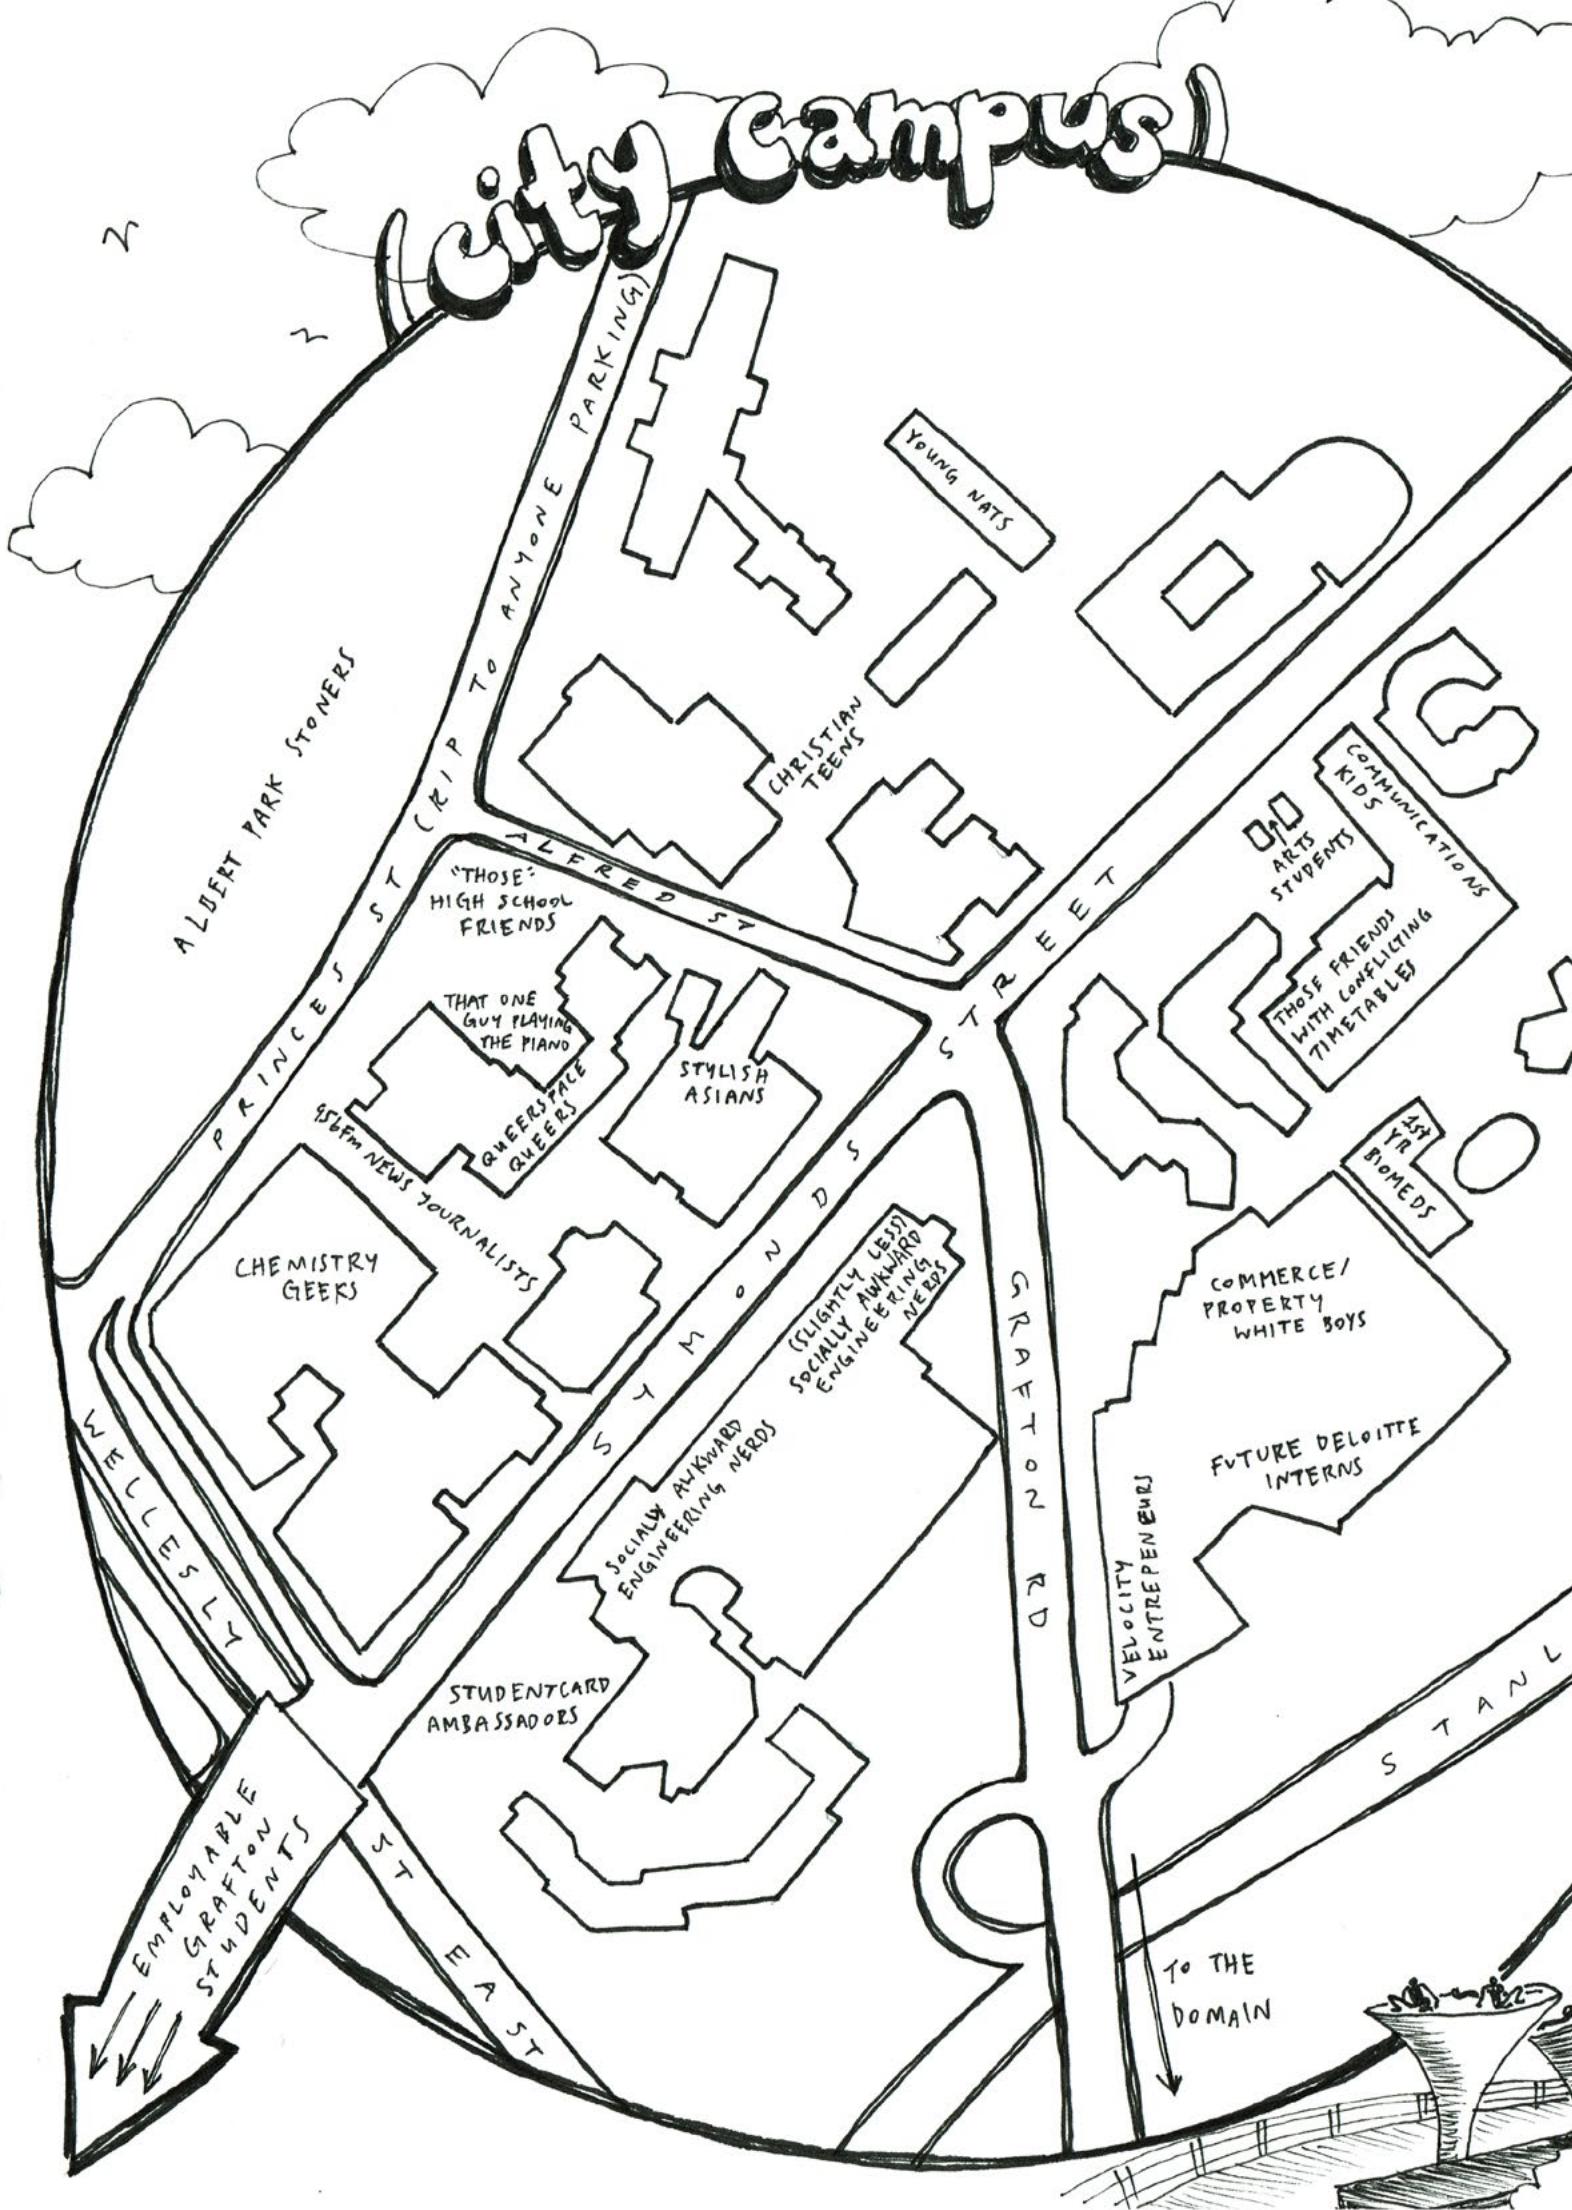 (City Campus)
PRINCES ST (RIP TO ANYONE PARKING)
YOUNG NATS
ALBERT PARK STONERS
CHRISTIAN
TEENS
COMMUNICATIONS
KIDS
ARTS
STUDENTS
ALFRED ST
"THOSE"
HIGH SCHOOL
FRIENDS
THOSE FRIENDS
WITH CONFLICTING
TIMETABLES
THAT ONE
GUY PLAYING
THE PIANO
STYLISH
ASIANS
QUEERSPACE
QUEERS
95bFm NEWS JOURNALISTS
1st
YR
BIOMEDS
SYMONDS STREET
CHEMISTRY
GEEKS
(SLIGHTLY LESS)
SOCIALLY AWKWARD
ENGINEERING
NERDS
COMMERCE/
PROPERTY
WHITE BOYS
GRAFTON RD
SOCIALLY AWKWARD
ENGINEERING NERDS
FUTURE DELOITTE
INTERNS
VELOCITY
ENTREPENEURS
WELLESLY
ST EAST
STUDENTCARD
AMBASSADORS
STANL
EMPLOYABLE
GRAFTON
STUDENTS
TO THE
DOMAIN